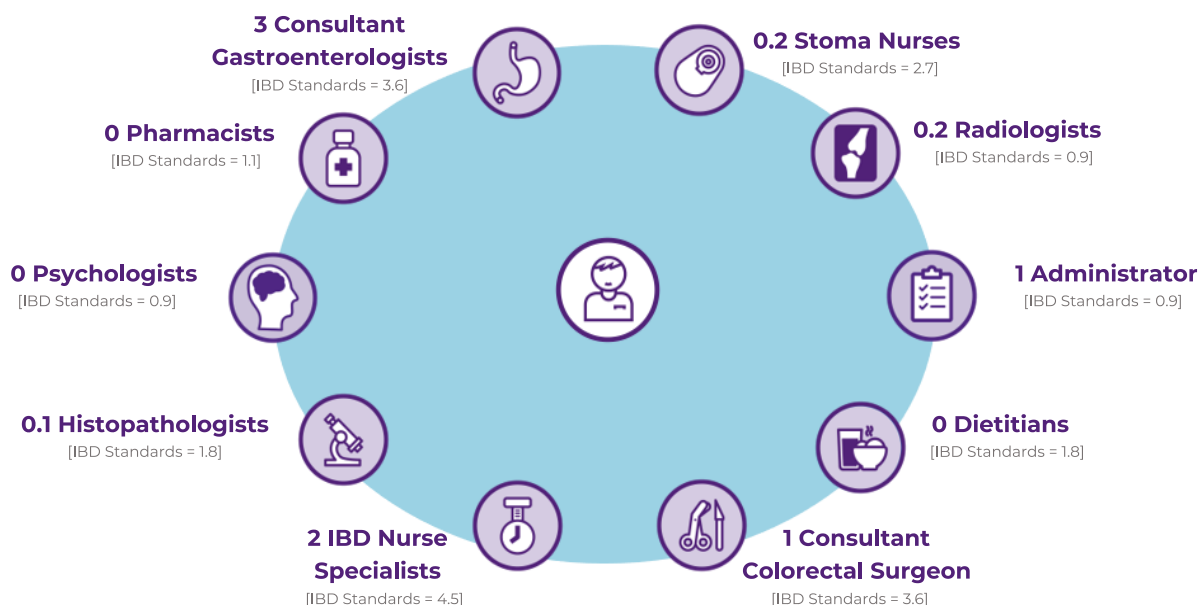 3 Consultant
Gastroenterologists
[IBD Standards = 3.6]
0.2 Stoma Nurses
[IBD Standards = 2.7]
0 Pharmacists
[IBD Standards = 1.1]
0.2 Radiologists
[IBD Standards = 0.9]
0 Psychologists
[IBD Standards = 0.9]
1 Administrator
[IBD Standards = 0.9]
0.1 Histopathologists
[IBD Standards = 1.8]
0 Dietitians
[IBD Standards = 1.8]
2 IBD Nurse
Specialists
[IBD Standards = 4.5]
1 Consultant
Colorectal Surgeon
[IBD Standards = 3.6]